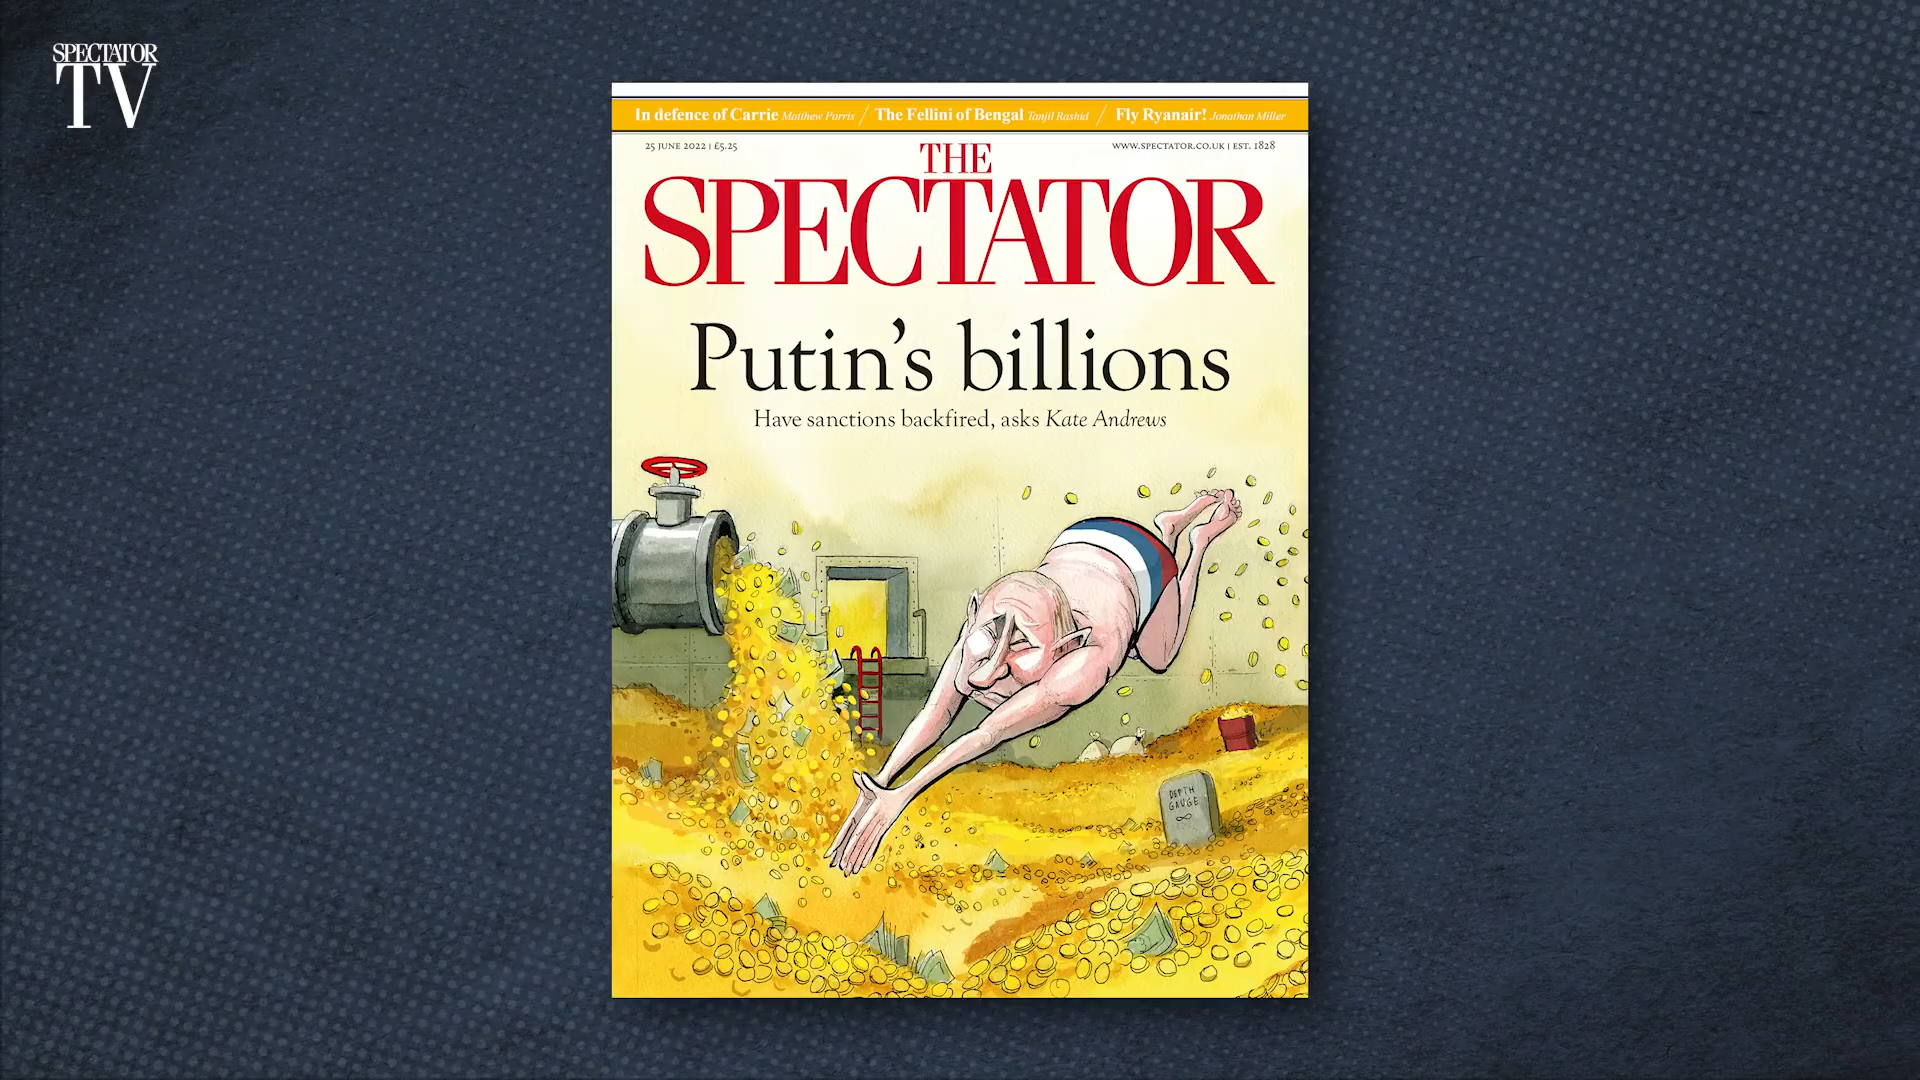 SPECTATOR
TV
In defence of Carrie Matthew Parris / The Fellini of Bengal Tanjil Rashid / Fly Ryanair! Jonathan Miller
25 JUNE 2022 | £5.25
WWW.SPECTATOR.CO.UK | EST. 1828
THE
SPECTATOR
Putin's billions
Have sanctions backfired, asks Kate Andrews
DEPTH
GAUGE
∞